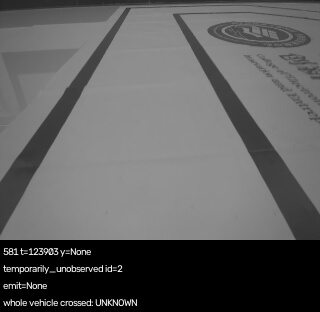 581 t=123903 y=None
temporarily_unobserved id=2
emit=None
whole vehicle crossed: UNKNOWN